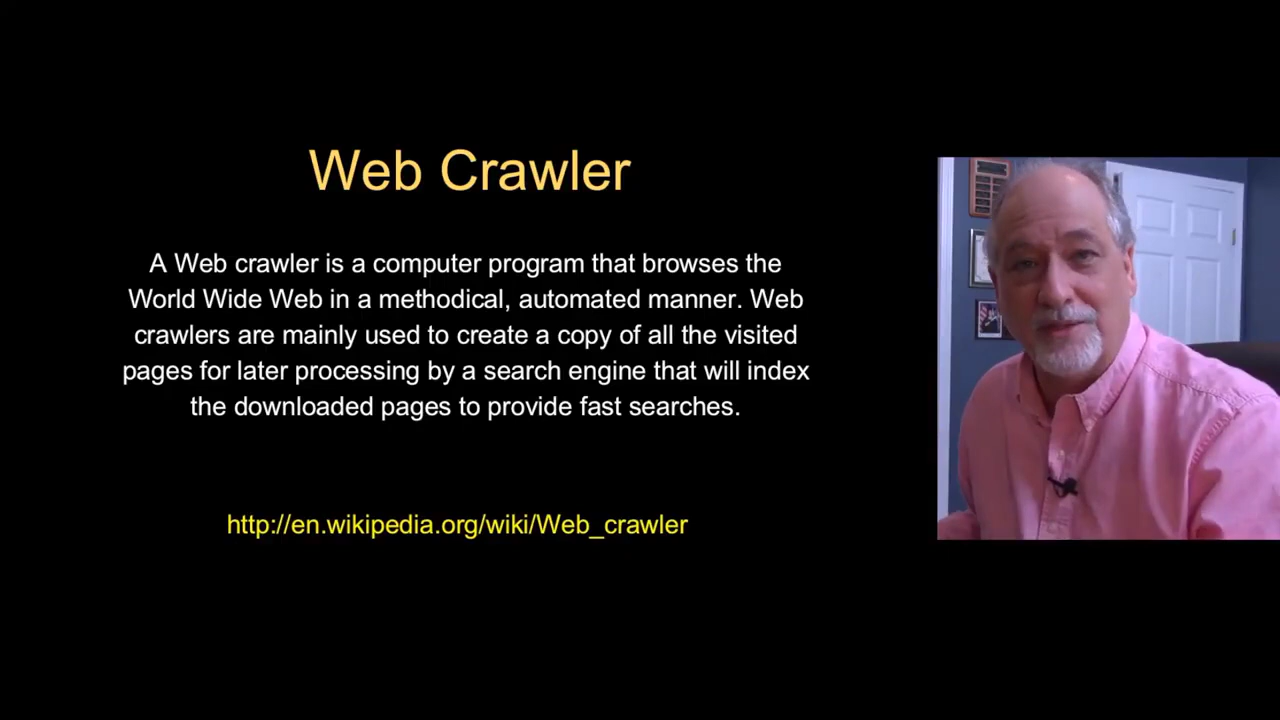 Web Crawler
A Web crawler is a computer program that browses the
World Wide Web in a methodical, automated manner. Web
crawlers are mainly used to create a copy of all the visited
pages for later processing by a search engine that will index
the downloaded pages to provide fast searches.
http://en.wikipedia.org/wiki/Web_crawler